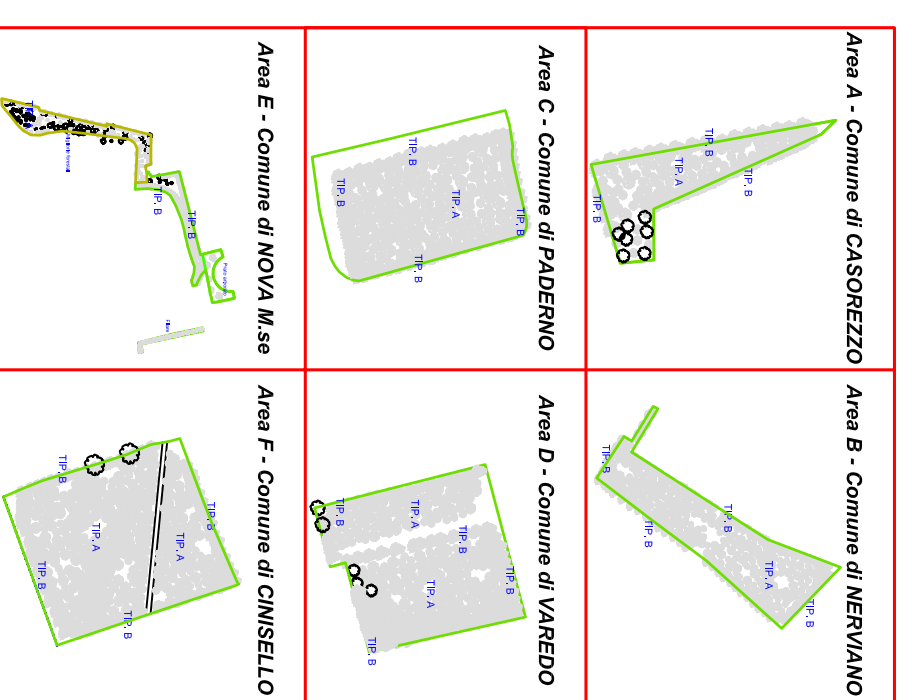 Area A - Comune di CASOREZZO
TIP. B
TIP. A
TIP. B
TIP. B
Area B - Comune di NERVIANO
TIP. B
TIP. B
TIP. B
TIP. A
TIP. B
Area C - Comune di PADERNO
TIP. B
TIP. B
TIP. A
TIP. B
TIP. B
Area D - Comune di VAREDO
TIP. B
TIP. A
TIP. B
TIP. A
TIP. B
TIP. B
Area E - Comune di NOVA M.se
TIP. B
TIP. B
Filare
Area F - Comune di CINISELLO
TIP. B
TIP. B
TIP. A
TIP. A
TIP. B
TIP. B